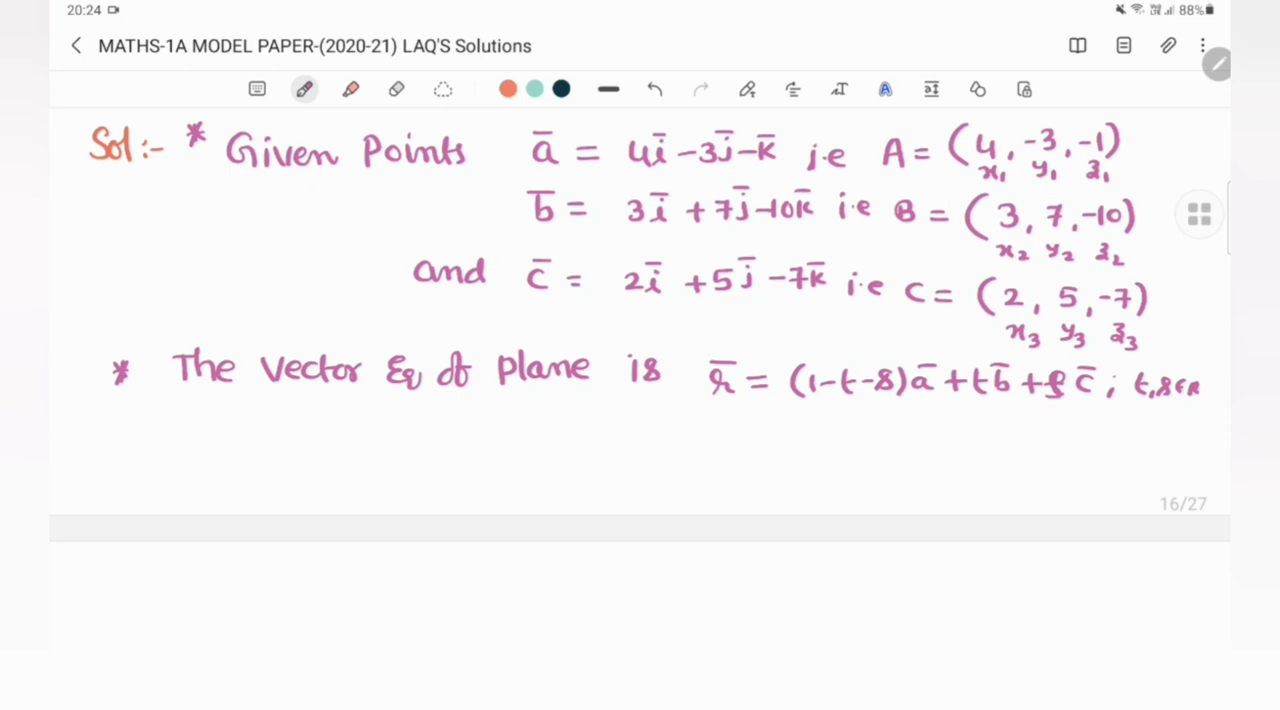 20:24 88%
MATHS-1A MODEL PAPER-(2020-21) LAQ'S Solutions
Sol:- * Given Points a̅ = 4i̅ -3j̅ -k̅ i.e A = (4, -3, -1)
x₁ y₁ z₁
b̅ = 3i̅ + 7j̅ -10k̅ i.e B = (3, 7, -10)
x₂ y₂ z₂
and c̅ = 2i̅ +5j̅ -7k̅ i.e C = (2, 5, -7)
x₃ y₃ z₃
* The Vector Eq of plane is r̅ = (1-t-s)a̅ + tb̅ + sc̅ ; t,s∈R
16/27